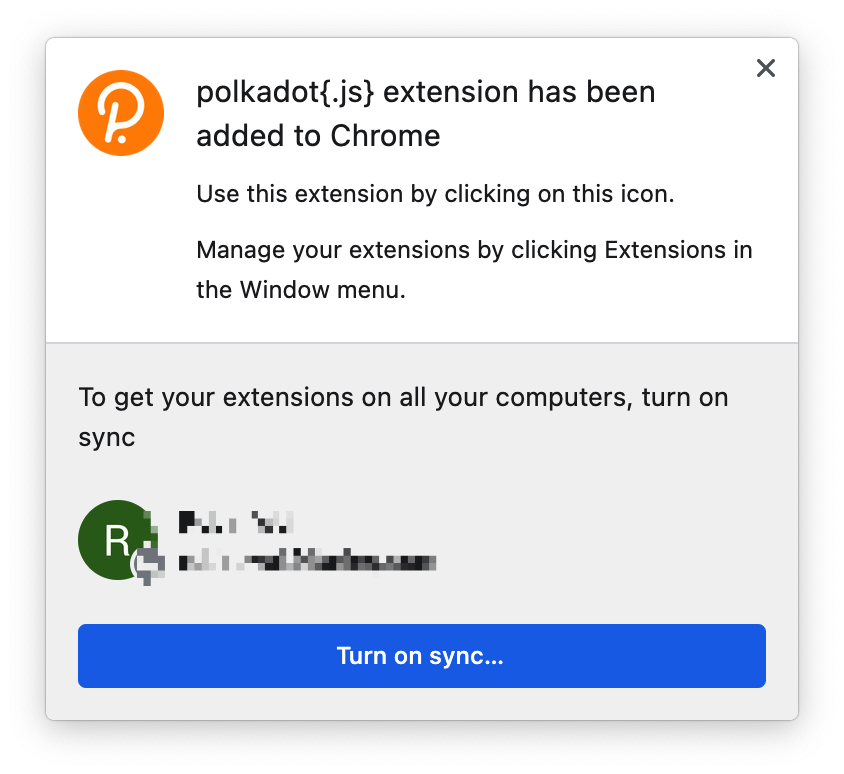 polkadot{.js} extension has been
added to Chrome
Use this extension by clicking on this icon.
Manage your extensions by clicking Extensions in
the Window menu.
To get your extensions on all your computers, turn on
sync
R
Turn on sync...